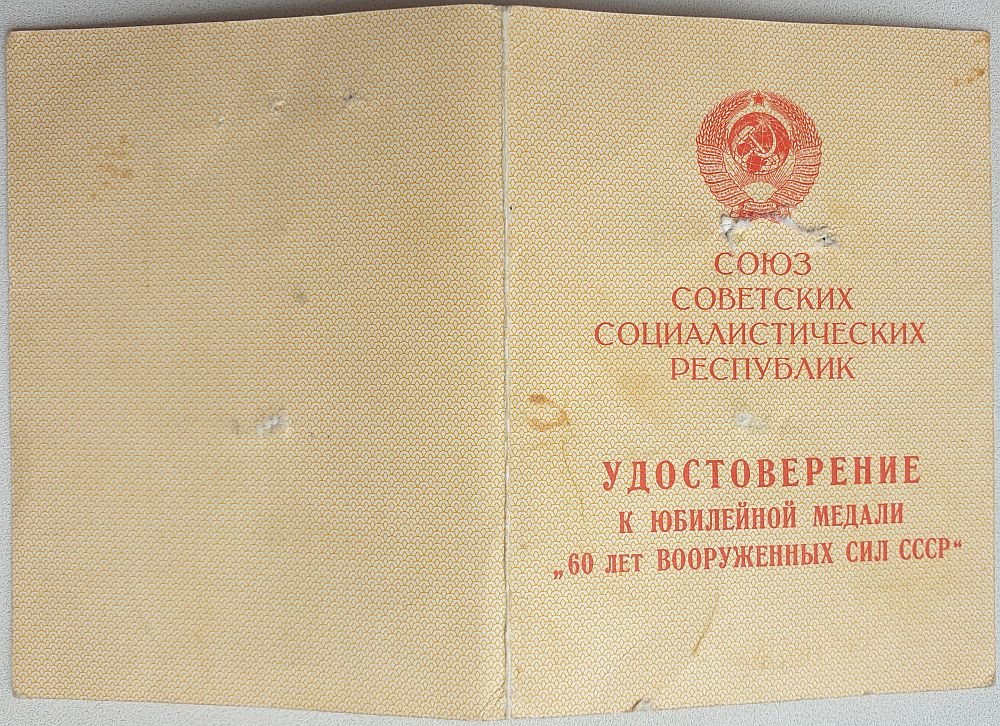 СОЮЗ
СОВЕТСКИХ
СОЦИАЛИСТИЧЕСКИХ
РЕСПУБЛИК
УДОСТОВЕРЕНИЕ
К ЮБИЛЕЙНОЙ МЕДАЛИ
„60 ЛЕТ ВООРУЖЕННЫХ СИЛ СССР“